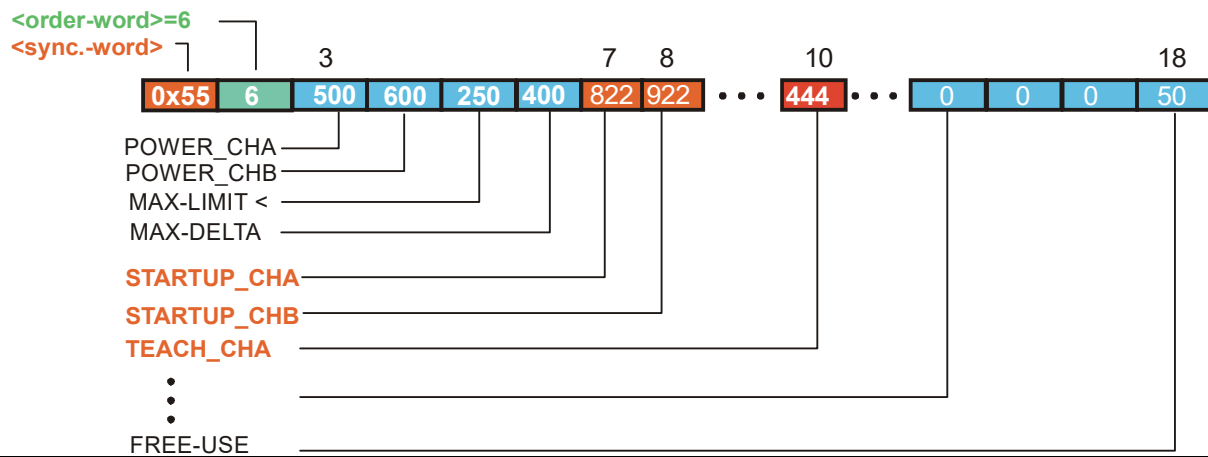 <order-word>=6
<sync.-word>
3 7 8 10 18
0x55 6 500 600 250 400 822 922 444 0 0 0 50
POWER_CHA
POWER_CHB
MAX-LIMIT <
MAX-DELTA
STARTUP_CHA
STARTUP_CHB
TEACH_CHA
FREE-USE